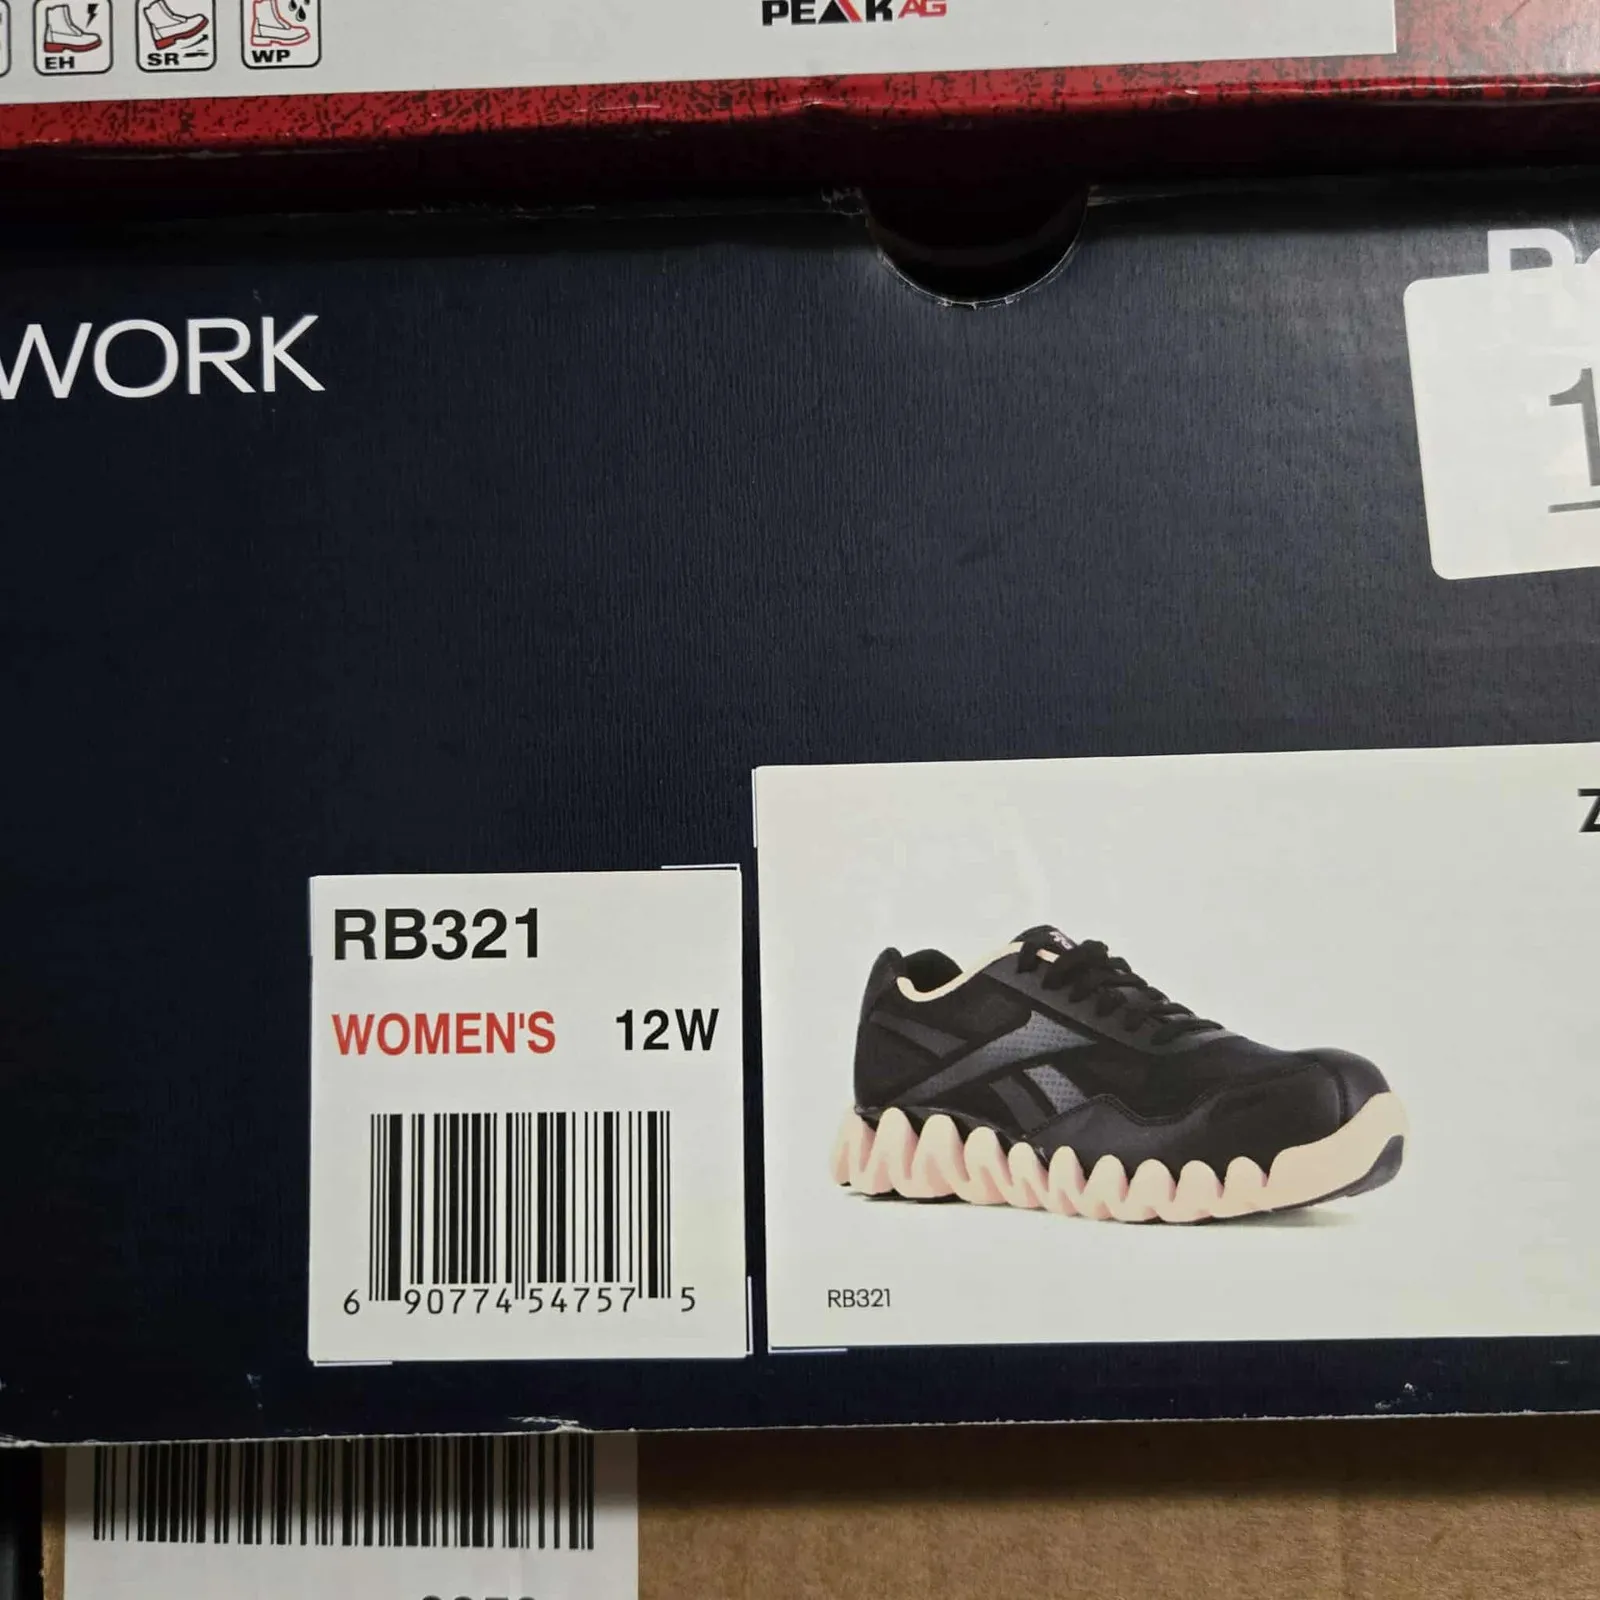 EH SR WP
PEAK AG
WORK
RB321
WOMEN'S 12W
6 90774 54757 5
RB321